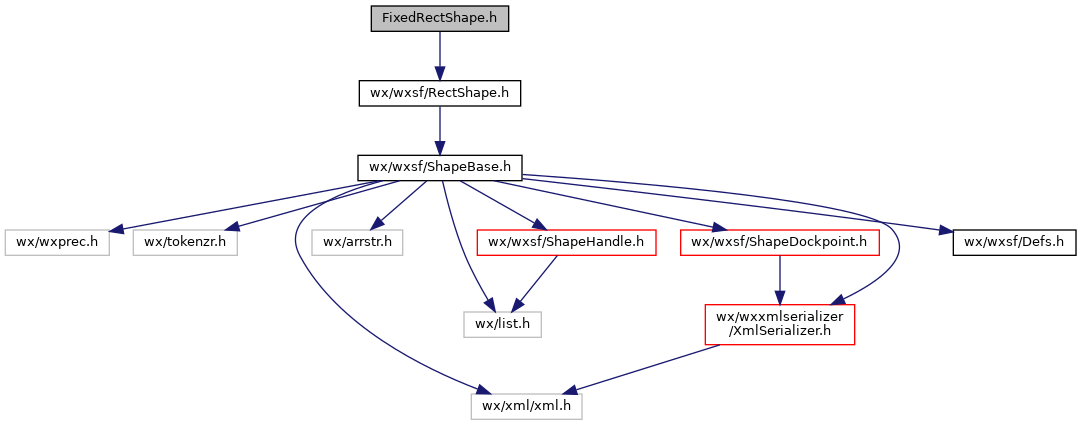 FixedRectShape.h
wx/wxsf/RectShape.h
wx/wxsf/ShapeBase.h
wx/wxprec.h
wx/tokenzr.h
wx/arrstr.h
wx/wxsf/ShapeHandle.h
wx/wxsf/ShapeDockpoint.h
wx/wxsf/Defs.h
wx/list.h
wx/wxxmlserializer
/XmlSerializer.h
wx/xml/xml.h